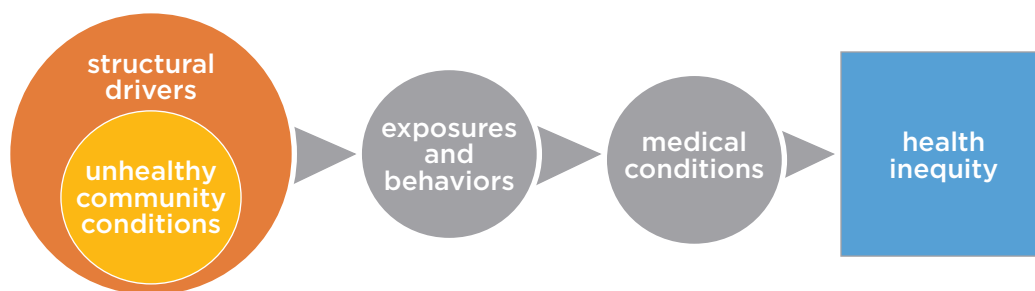 structural
drivers
unhealthy
community
conditions
exposures
and
behaviors
medical
conditions
health
inequity